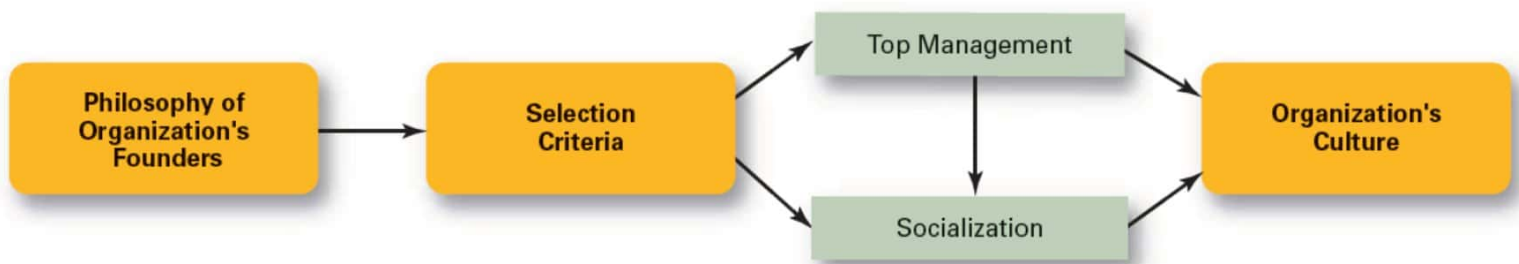 Philosophy of
Organization's
Founders
Selection
Criteria
Top Management
Socialization
Organization's
Culture